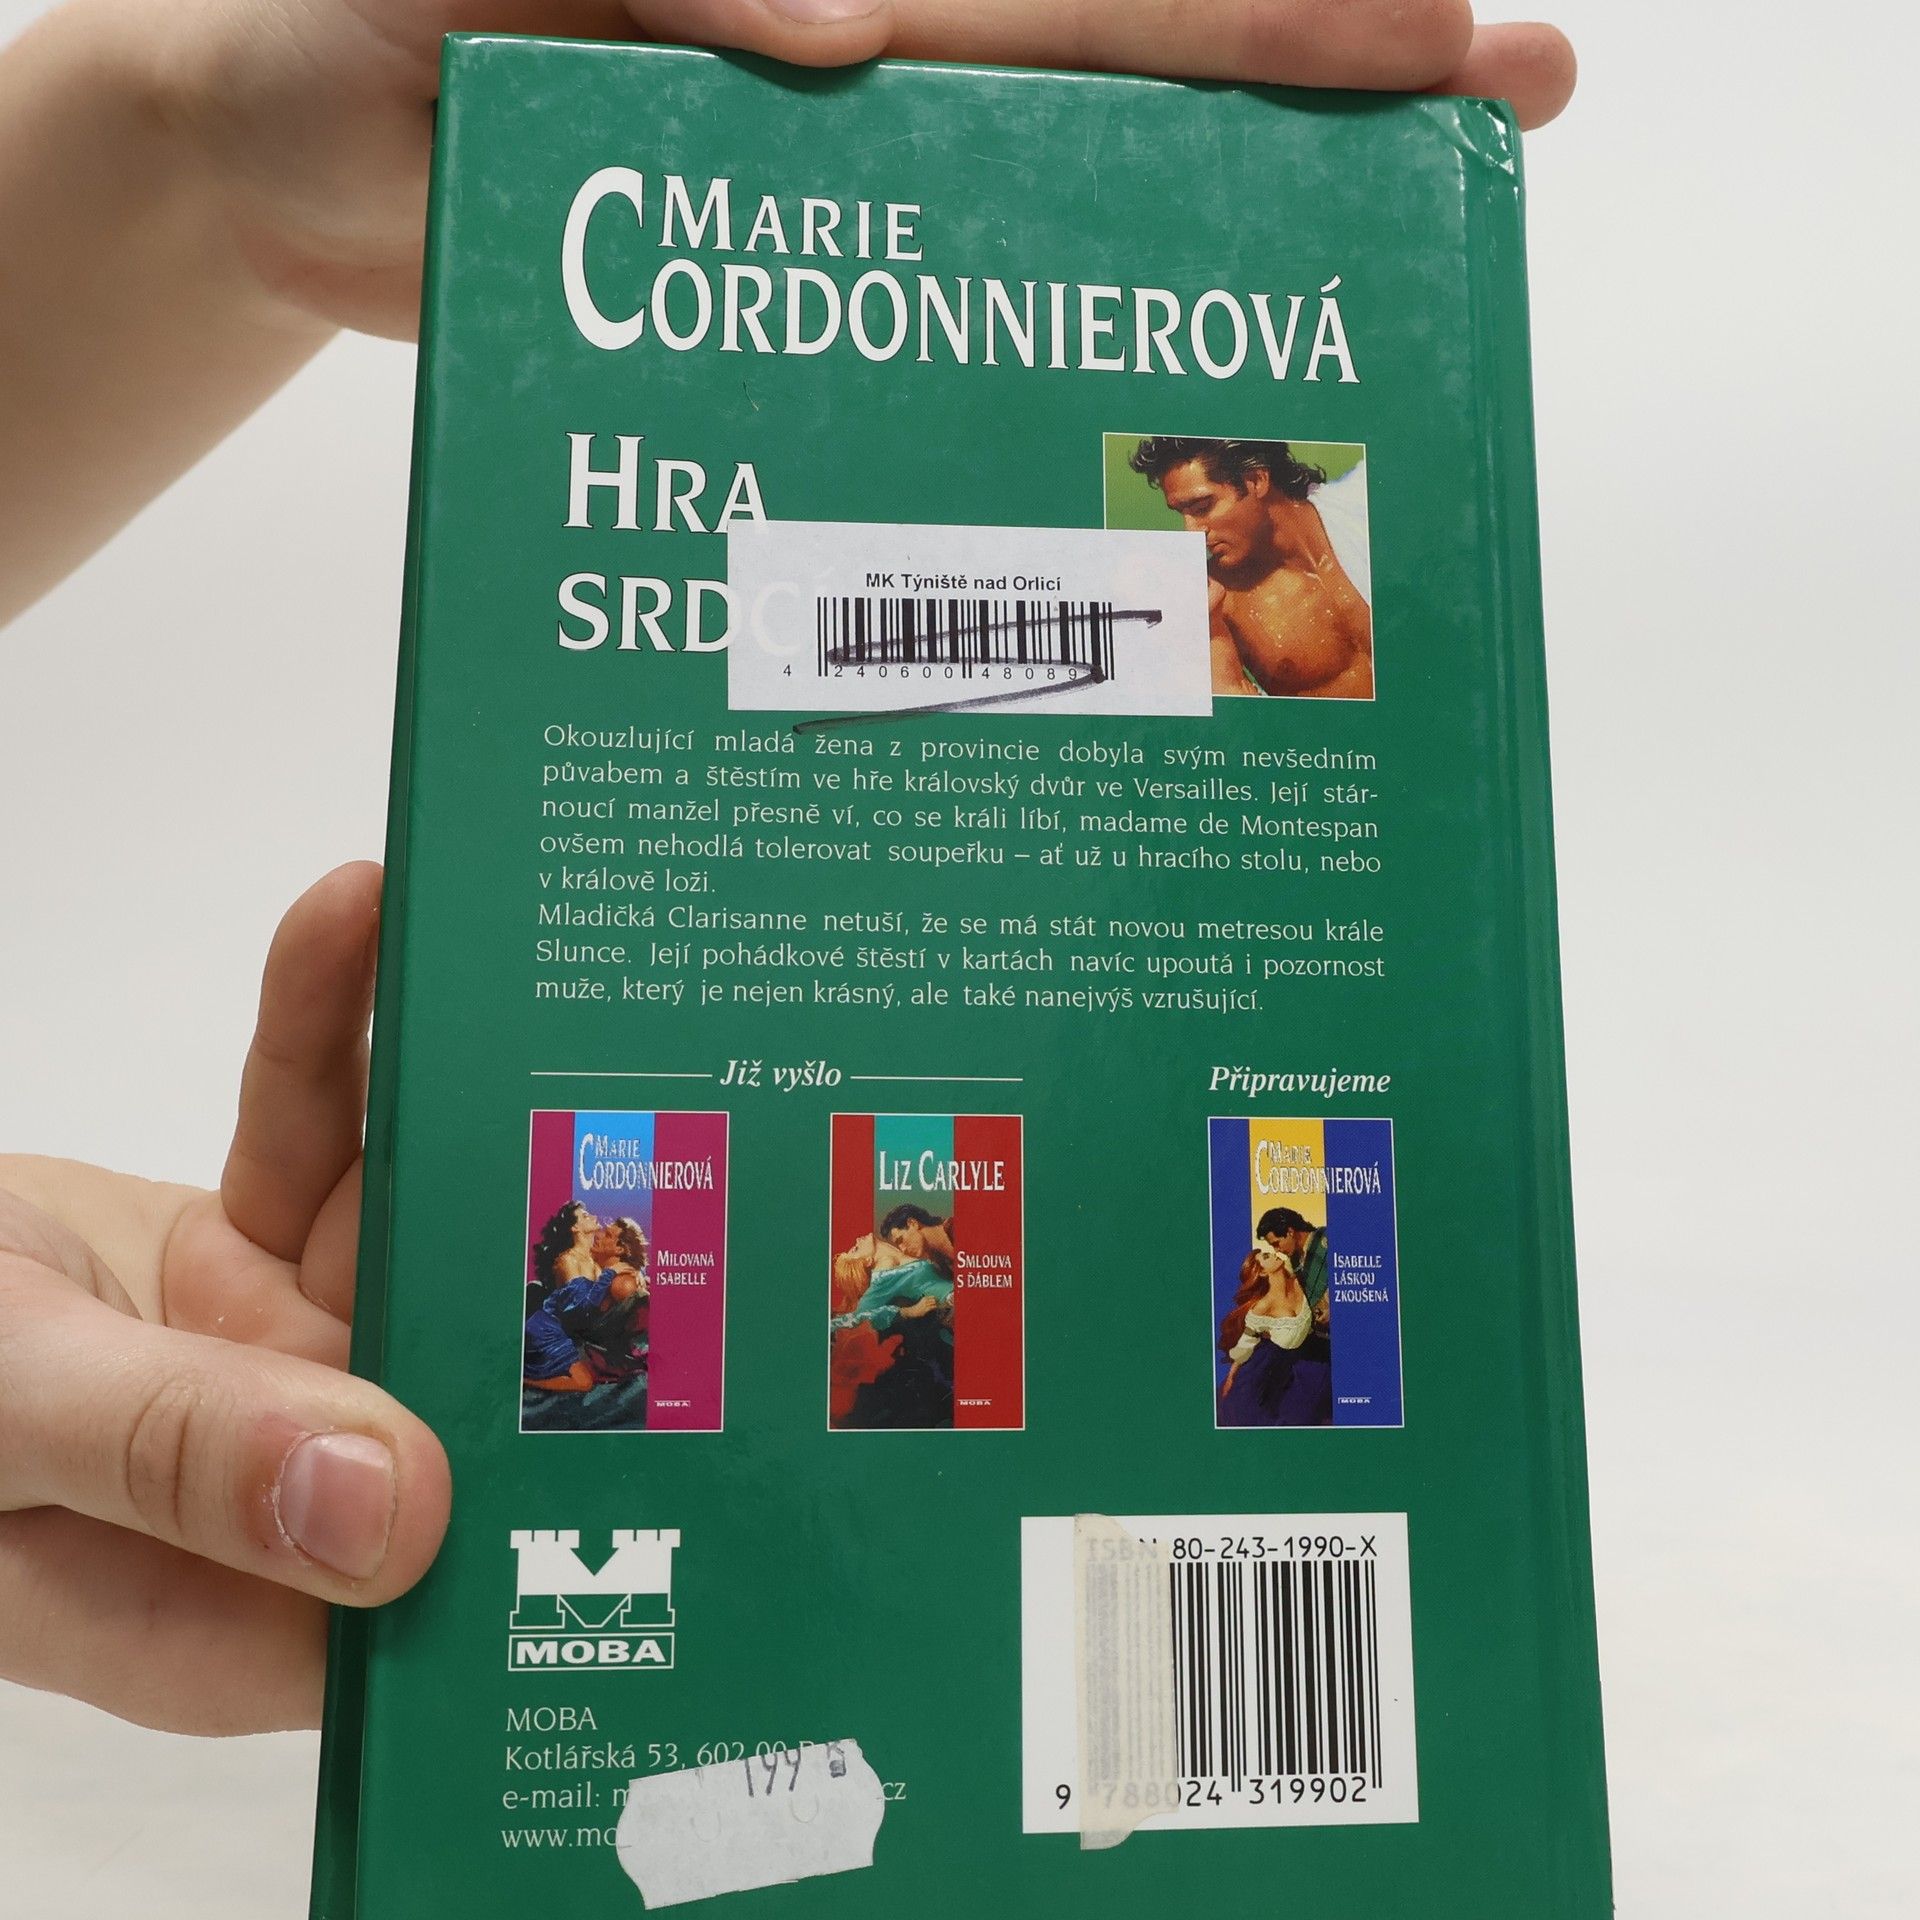 MARIE
CORDONNIEROVÁ
HRA
SRDCÍ
MK Týniště nad Orlicí
4 240600 48089
Okouzlující mladá žena z provincie dobyla svým nevšedním
půvabem a štěstím ve hře královský dvůr ve Versailles. Její stár-
noucí manžel přesně ví, co se králi líbí, madame de Montespan
ovšem nehodlá tolerovat soupeřku – ať už u hracího stolu, nebo
v králově loži.
Mladičká Clarisanne netuší, že se má stát novou metresou krále
Slunce. Její pohádkové štěstí v kartách navíc upoutá i pozornost
muže, který je nejen krásný, ale také nanejvýš vzrušující.
Již vyšlo
Připravujeme
MARIE
CORDONNIEROVÁ
MILOVANÁ
ISABELLE
MOBA
LIZ CARLYLE
SMLOUVA
S ĎÁBLEM
MOBA
MARIE
CORDONNIEROVÁ
ISABELLE
LÁSKOU
ZKOUŠENÁ
MOBA
MOBA
ISBN 80-243-1990-X
9 788024 319902
MOBA
Kotlářská 53, 602 00
e-mail:
199